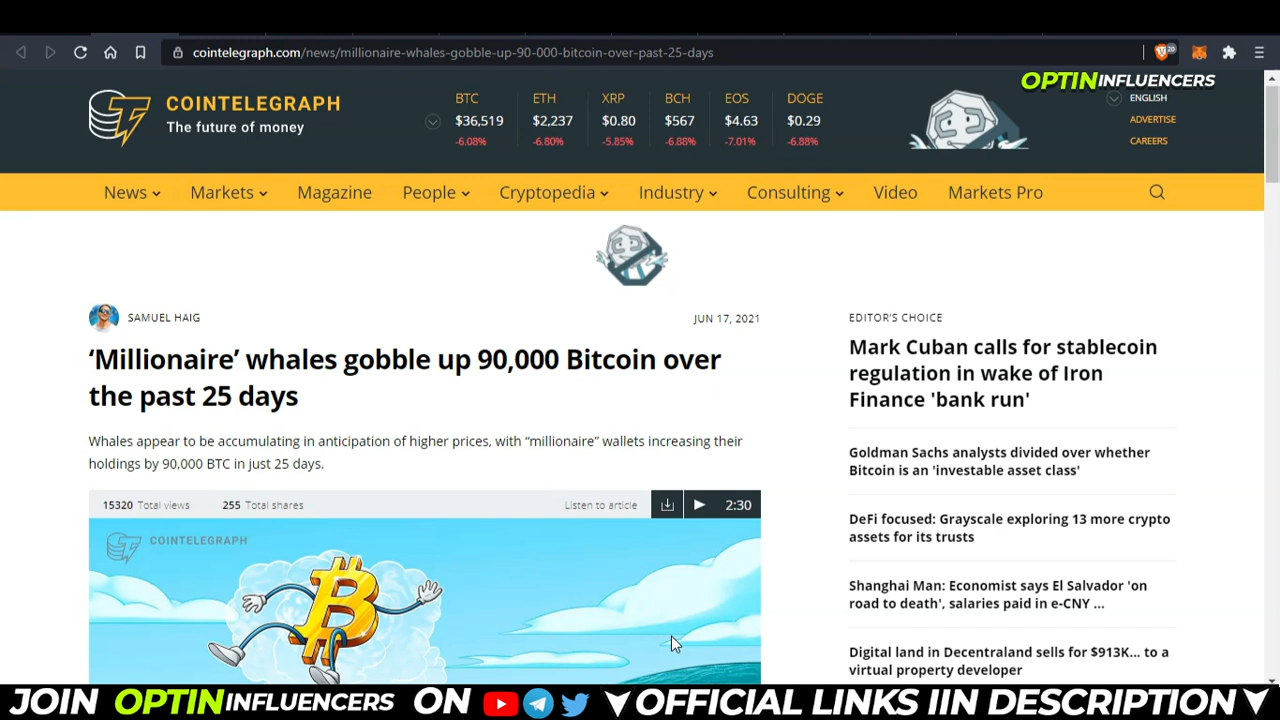 cointelegraph.com/news/millionaire-whales-gobble-up-90-000-bitcoin-over-past-25-days
20
OPTIN INFLUENCERS
COINTELEGRAPH
The future of money
BTC ETH XRP BCH EOS DOGE
$36,519 $2,237 $0.80 $567 $4.63 $0.29
-6.08% -6.80% -5.85% -6.88% -7.01% -6.88%
ENGLISH
ADVERTISE
CAREERS
News Markets Magazine People Cryptopedia Industry Consulting Video Markets Pro
SAMUEL HAIG
JUN 17, 2021
‘Millionaire’ whales gobble up 90,000 Bitcoin over
the past 25 days
Whales appear to be accumulating in anticipation of higher prices, with “millionaire” wallets increasing their
holdings by 90,000 BTC in just 25 days.
15320 Total views 255 Total shares Listen to article 2:30
COINTELEGRAPH
EDITOR'S CHOICE
Mark Cuban calls for stablecoin
regulation in wake of Iron
Finance 'bank run'
Goldman Sachs analysts divided over whether
Bitcoin is an 'investable asset class'
DeFi focused: Grayscale exploring 13 more crypto
assets for its trusts
Shanghai Man: Economist says El Salvador 'on
road to death', salaries paid in e-CNY ...
Digital land in Decentraland sells for $913K... to a
virtual property developer
JOIN OPTIN INFLUENCERS ON OFFICIAL LINKS IIN DESCRIPTION